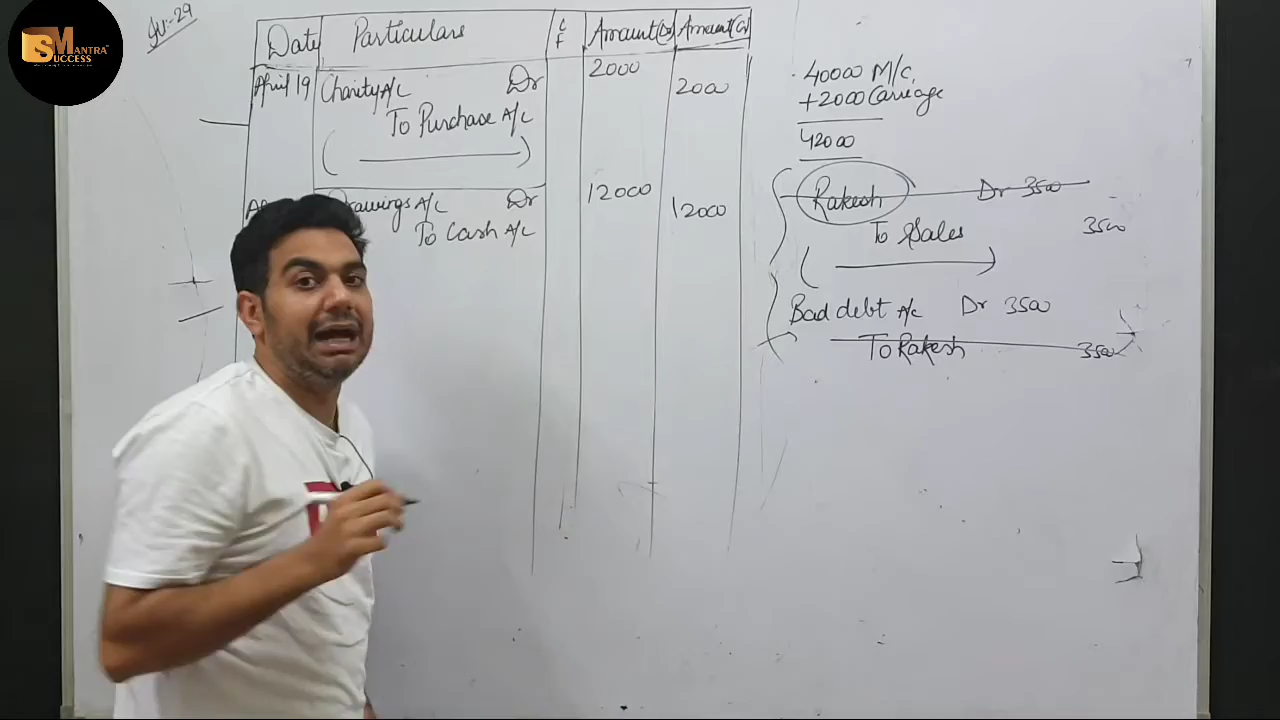 SM MANTRA
SUCCESS
Date Particulars L F Amount(Dr) Amount(Cr)
April 19 Charity A/C Dr 2000
To Purchase A/C 2000
Drawings A/C Dr 12000
To Cash A/C 12000
40000 M/C
+2000 Carriage
42000
Rakesh Dr 3500
To Sales 3500
Bad debt A/C Dr 3500
To Rakesh 3500